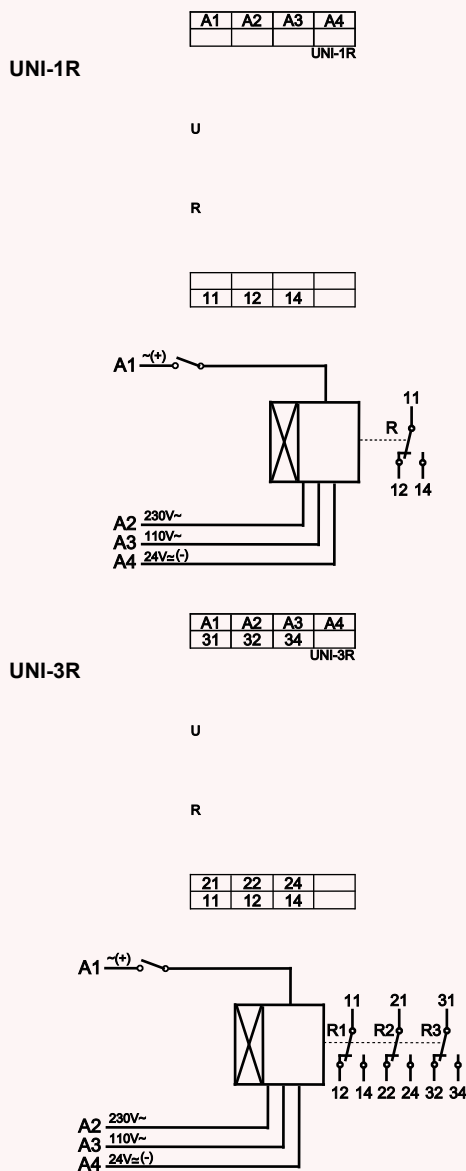 A1 A2 A3 A4
UNI-1R
UNI-1R
U
R
11 12 14
A1 ~(+)
11
R
12 14
A2 230V~
A3 110V~
A4 24V≂(-)
A1 A2 A3 A4
31 32 34
UNI-3R
UNI-3R
U
R
21 22 24
11 12 14
A1 ~(+)
11 21 31
R1 R2 R3
12 14 22 24 32 34
A2 230V~
A3 110V~
A4 24V≂(-)